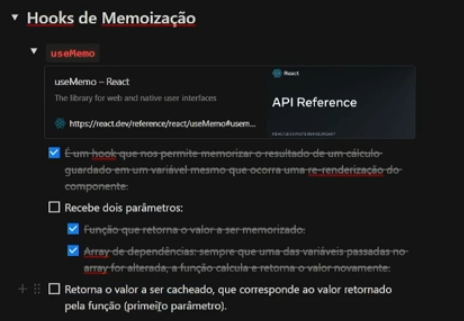 Hooks de Memoização
useMemo
useMemo – React
The library for web and native user interfaces
https://react.dev/reference/react/useMemo#usem...
React
API Reference
É um hook que nos permite memorizar o resultado de um cálculo
guardado em um variável mesmo que ocorra uma re-renderização do
componente.
Recebe dois parâmetros:
Função que retorna o valor a ser memorizado.
Array de dependências: sempre que uma das variáveis passadas no
array for alterada, a função calcula e retorna o valor novamente.
Retorna o valor a ser cacheado, que corresponde ao valor retornado
pela função (primeiro parâmetro).